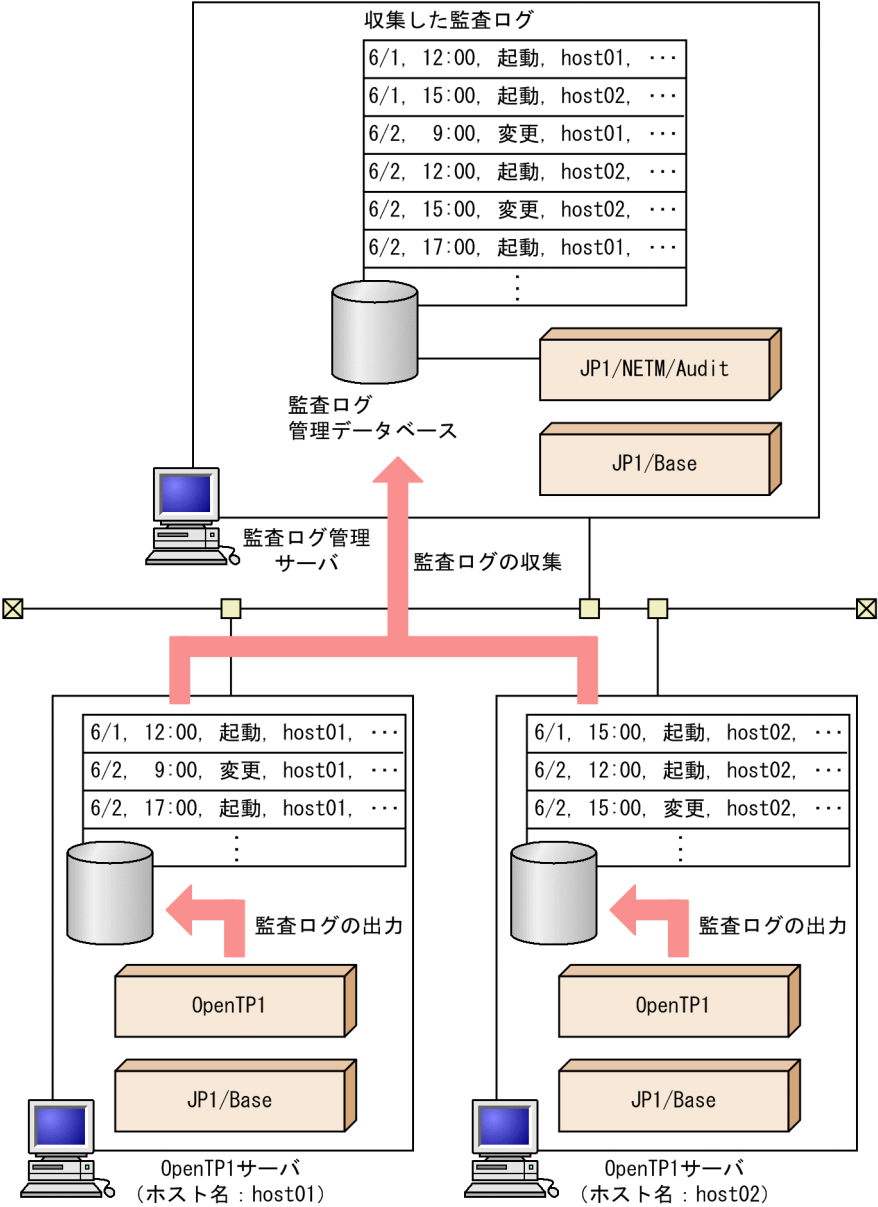 収集した監査ログ
6/1, 12:00, 起動, host01, ···
6/1, 15:00, 起動, host02, ···
6/2, 9:00, 変更, host01, ···
6/2, 12:00, 起動, host02, ···
6/2, 15:00, 変更, host02, ···
6/2, 17:00, 起動, host01, ···
⋮
JP1/NETM/Audit
監査ログ
管理データベース
JP1/Base
監査ログ管理
サーバ
監査ログの収集
6/1, 12:00, 起動, host01, ···
6/2, 9:00, 変更, host01, ···
6/2, 17:00, 起動, host01, ···
⋮
監査ログの出力
OpenTP1
JP1/Base
OpenTP1サーバ
（ホスト名：host01）
6/1, 15:00, 起動, host02, ···
6/2, 12:00, 起動, host02, ···
6/2, 15:00, 変更, host02, ···
⋮
監査ログの出力
OpenTP1
JP1/Base
OpenTP1サーバ
（ホスト名：host02）